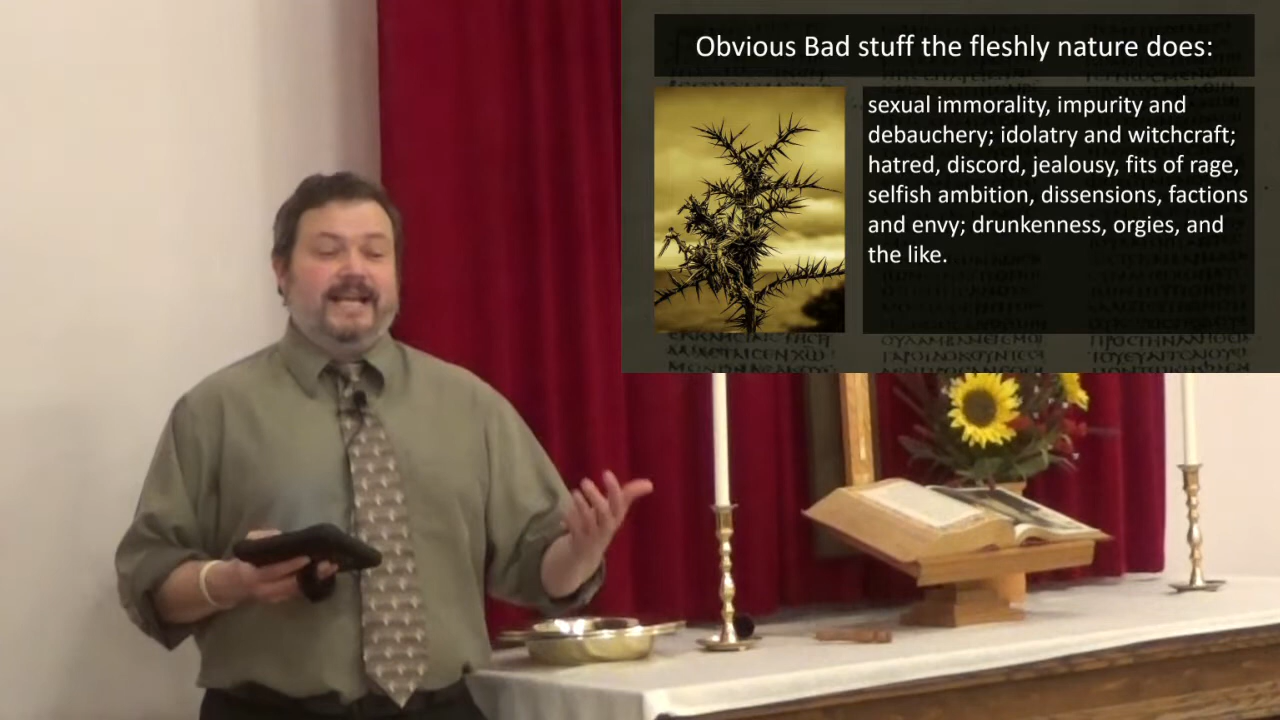 Obvious Bad stuff the fleshly nature does:
sexual immorality, impurity and
debauchery; idolatry and witchcraft;
hatred, discord, jealousy, fits of rage,
selfish ambition, dissensions, factions
and envy; drunkenness, orgies, and
the like.